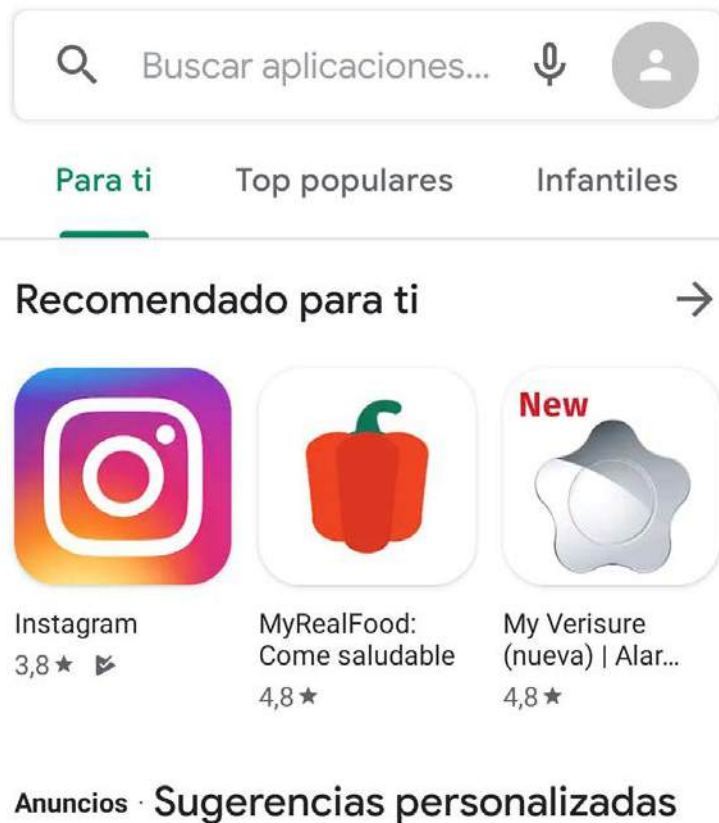 Buscar aplicaciones...
Para ti
Top populares
Infantiles
Recomendado para ti
New
Instagram
3,8★
MyRealFood:
Come saludable
4,8★
My Verisure
(nueva) | Alar...
4,8★
Anuncios · Sugerencias personalizadas